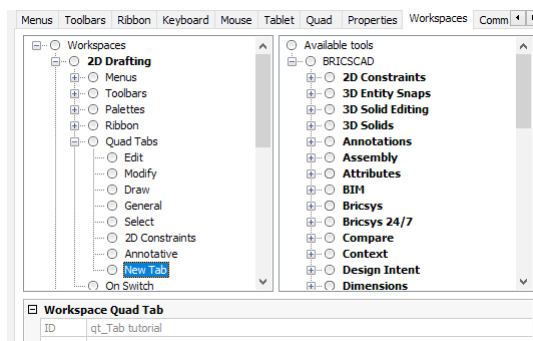 Menus Toolbars Ribbon Keyboard Mouse Tablet Quad Properties Workspaces Comm
Workspaces
2D Drafting
Menus
Toolbars
Palettes
Ribbon
Quad Tabs
Edit
Modify
Draw
General
Select
2D Constraints
Annotative
New Tab
On Switch
Available tools
BRICSCAD
2D Constraints
3D Entity Snaps
3D Solid Editing
3D Solids
Annotations
Assembly
Attributes
BIM
Bricsys
Bricsys 24/7
Compare
Context
Design Intent
Dimensions
Workspace Quad Tab
ID qt_Tab tutorial